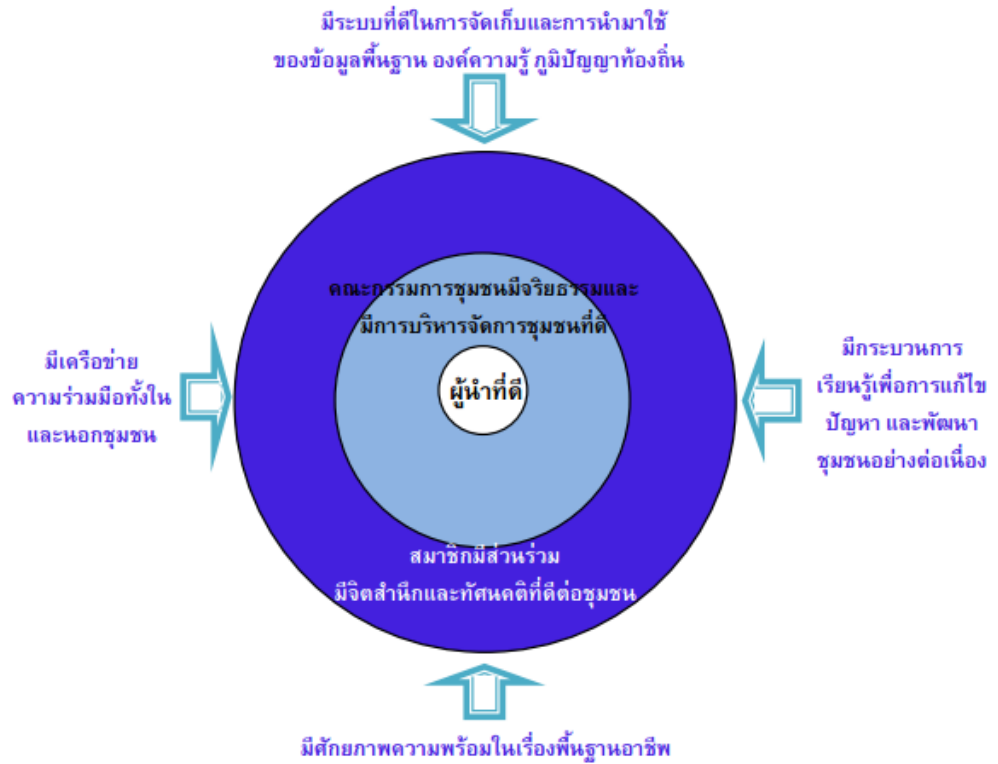 มีระบบที่ดีในการจัดเก็บและการนำมาใช้
ของข้อมูลพื้นฐาน องค์ความรู้ ภูมิปัญญาท้องถิ่น
คณะกรรมการชุมชนมีจริยธรรมและ
มีการบริหารจัดการชุมชนที่ดี
ผู้นำที่ดี
มีเครือข่าย
ความร่วมมือทั้งใน
และนอกชุมชน
มีกระบวนการ
เรียนรู้เพื่อการแก้ไข
ปัญหา และพัฒนา
ชุมชนอย่างต่อเนื่อง
สมาชิกมีส่วนร่วม
มีจิตสำนึกและทัศนคติที่ดีต่อชุมชน
มีศักยภาพความพร้อมในเรื่องพื้นฐานอาชีพ